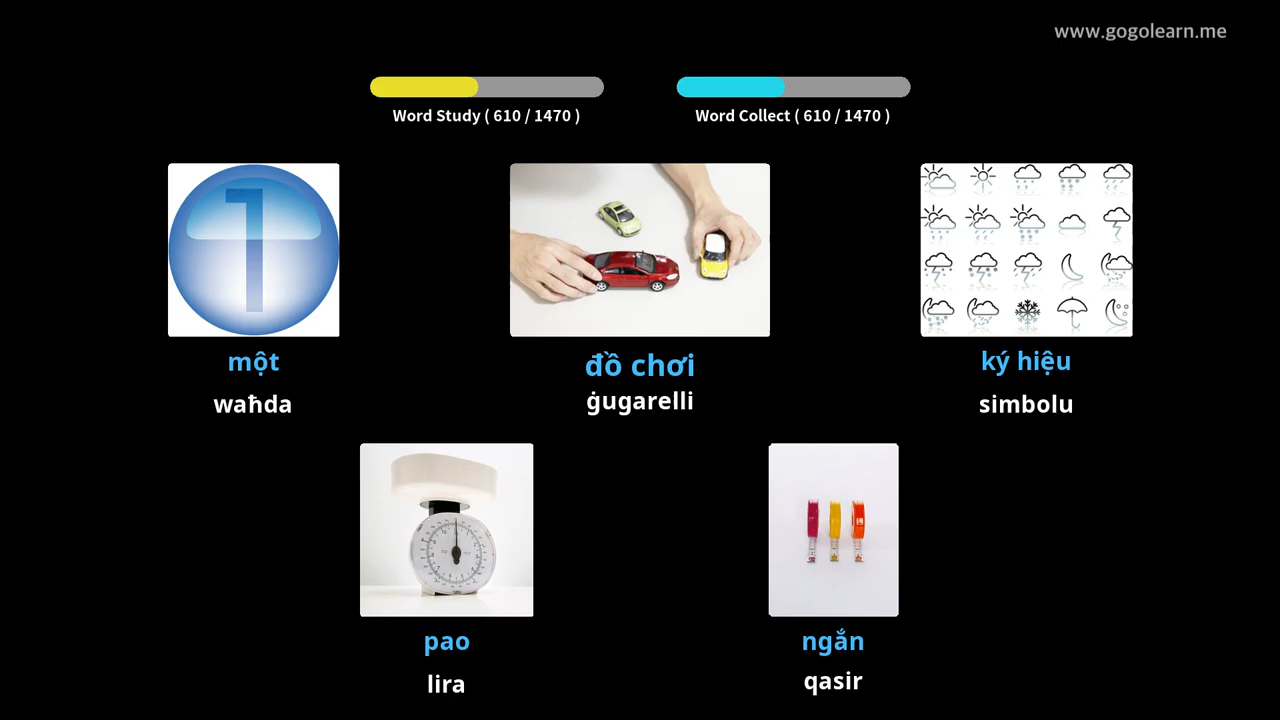 www.gogolearn.me
Word Study ( 610 / 1470 )
Word Collect ( 610 / 1470 )
1
một
waħda
đồ chơi
ġugarelli
ký hiệu
simbolu
pao
lira
ngắn
qasir